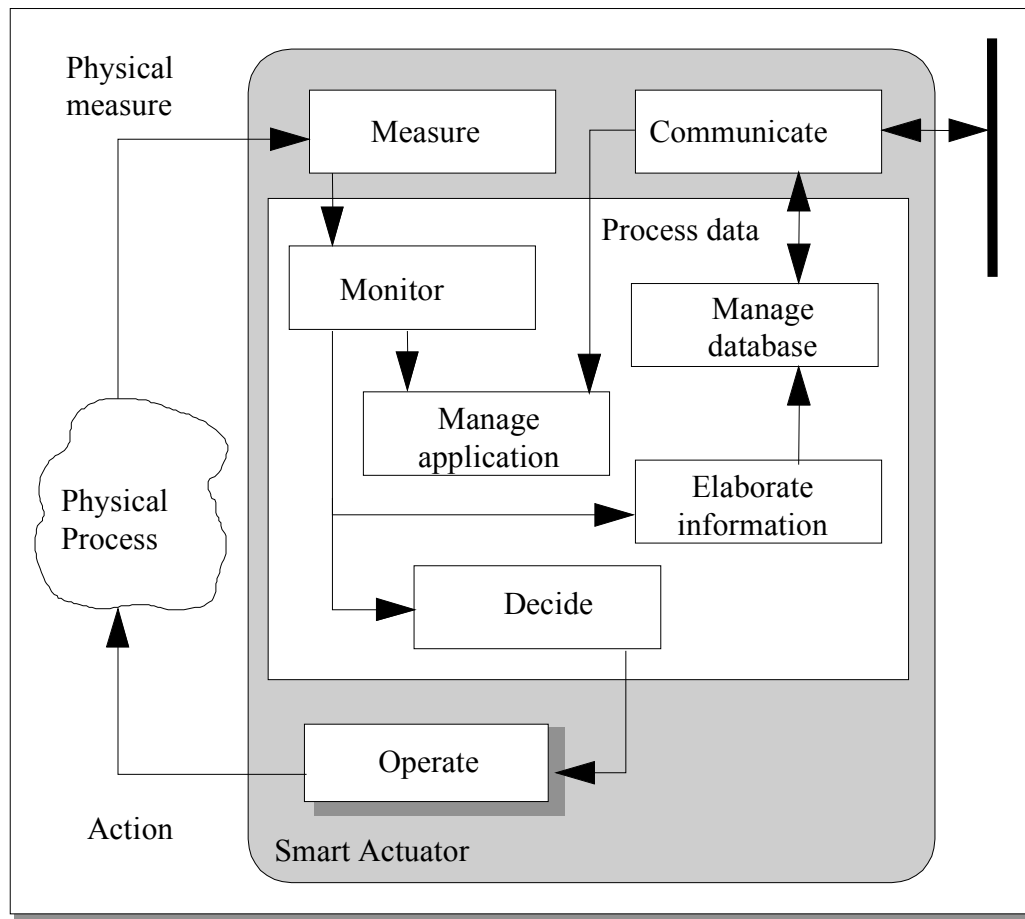 Physical
measure
Measure
Communicate
Process data
Monitor
Manage
database
Manage
application
Elaborate
information
Physical
Process
Decide
Operate
Action
Smart Actuator